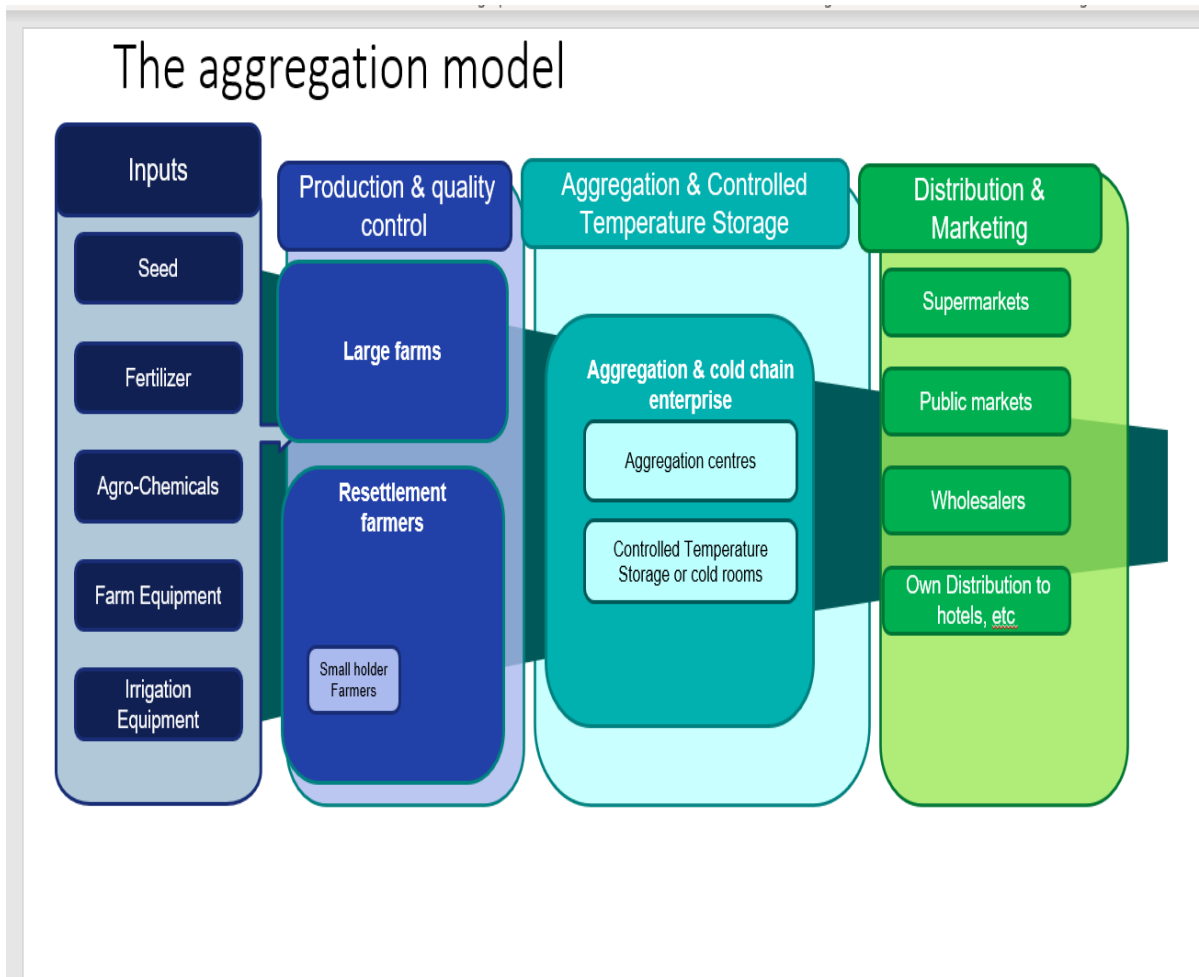 The aggregation model
Inputs
Seed
Fertilizer
Agro-Chemicals
Farm Equipment
Irrigation
Equipment
Production & quality
control
Large farms
Resettlement
farmers
Small holder
Farmers
Aggregation & Controlled
Temperature Storage
Aggregation & cold chain
enterprise
Aggregation centres
Controlled Temperature
Storage or cold rooms
Distribution &
Marketing
Supermarkets
Public markets
Wholesalers
Own Distribution to
hotels, etc